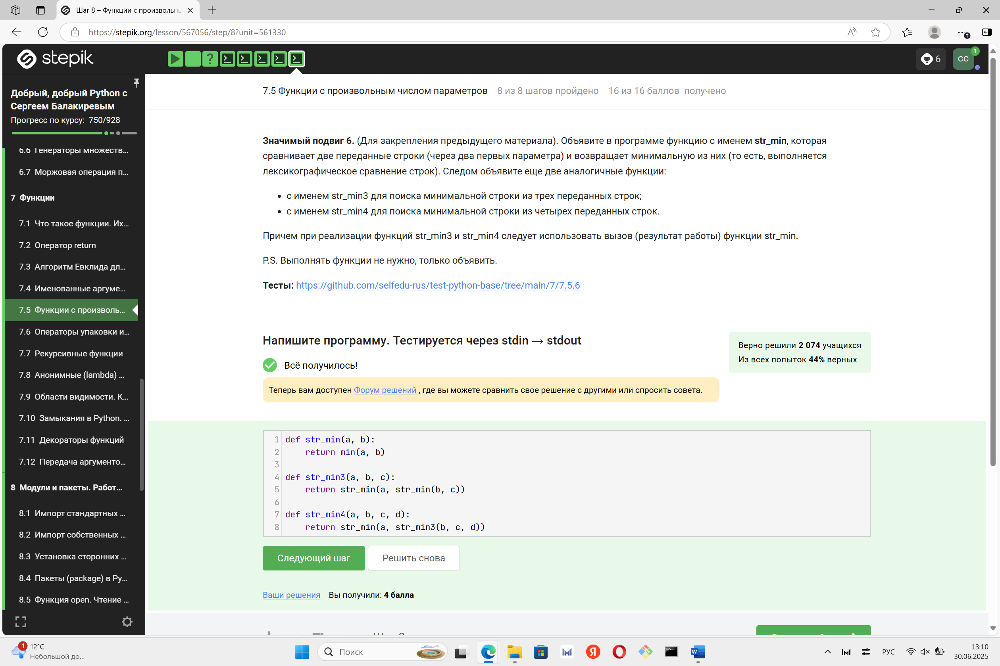 Шаг 8 – Функции с произвольны
https://stepik.org/lesson/567056/step/8?unit=561330
stepik
6
CC
1
Добрый, добрый Python с
Сергеем Балакиревым
Прогресс по курсу: 750/928
6.6 Генераторы множеств...
6.7 Моржовая операция п...
7 Функции
7.1 Что такое функции. Их...
7.2 Оператор return
7.3 Алгоритм Евклида дл...
7.4 Именованные аргуме...
7.5 Функции с произволь...
7.6 Операторы упаковки и...
7.7 Рекурсивные функции
7.8 Анонимные (lambda) ...
7.9 Области видимости. К...
7.10 Замыкания в Python. ...
7.11 Декораторы функций
7.12 Передача аргументо...
8 Модули и пакеты. Работ...
8.1 Импорт стандартных ...
8.2 Импорт собственных ...
8.3 Установка сторонних ...
8.4 Пакеты (package) в Py...
8.5 Функция open. Чтение ...
7.5 Функции с произвольным числом параметров 8 из 8 шагов пройдено 16 из 16 баллов получено
Значимый подвиг 6. (Для закрепления предыдущего материала). Объявите в программе функцию с именем str_min, которая
сравнивает две переданные строки (через два первых параметра) и возвращает минимальную из них (то есть, выполняется
лексикографическое сравнение строк). Следом объявите еще две аналогичные функции:
• с именем str_min3 для поиска минимальной строки из трех переданных строк;
• с именем str_min4 для поиска минимальной строки из четырех переданных строк.
Причем при реализации функций str_min3 и str_min4 следует использовать вызов (результат работы) функции str_min.
P.S. Выполнять функции не нужно, только объявить.
Тесты: https://github.com/selfedu-rus/test-python-base/tree/main/7/7.5.6
Напишите программу. Тестируется через stdin → stdout
Верно решили 2 074 учащихся
Из всех попыток 44% верных
Всё получилось!
Теперь вам доступен Форум решений , где вы можете сравнить свое решение с другими или спросить совета.
1 def str_min(a, b):
2     return min(a, b)
3
4 def str_min3(a, b, c):
5     return str_min(a, str_min(b, c))
6
7 def str_min4(a, b, c, d):
8     return str_min(a, str_min3(b, c, d))
Следующий шаг
Решить снова
Ваши решения Вы получили: 4 балла
1
12°C
Небольшой до...
Поиск
РУС
13:10
30.06.2025